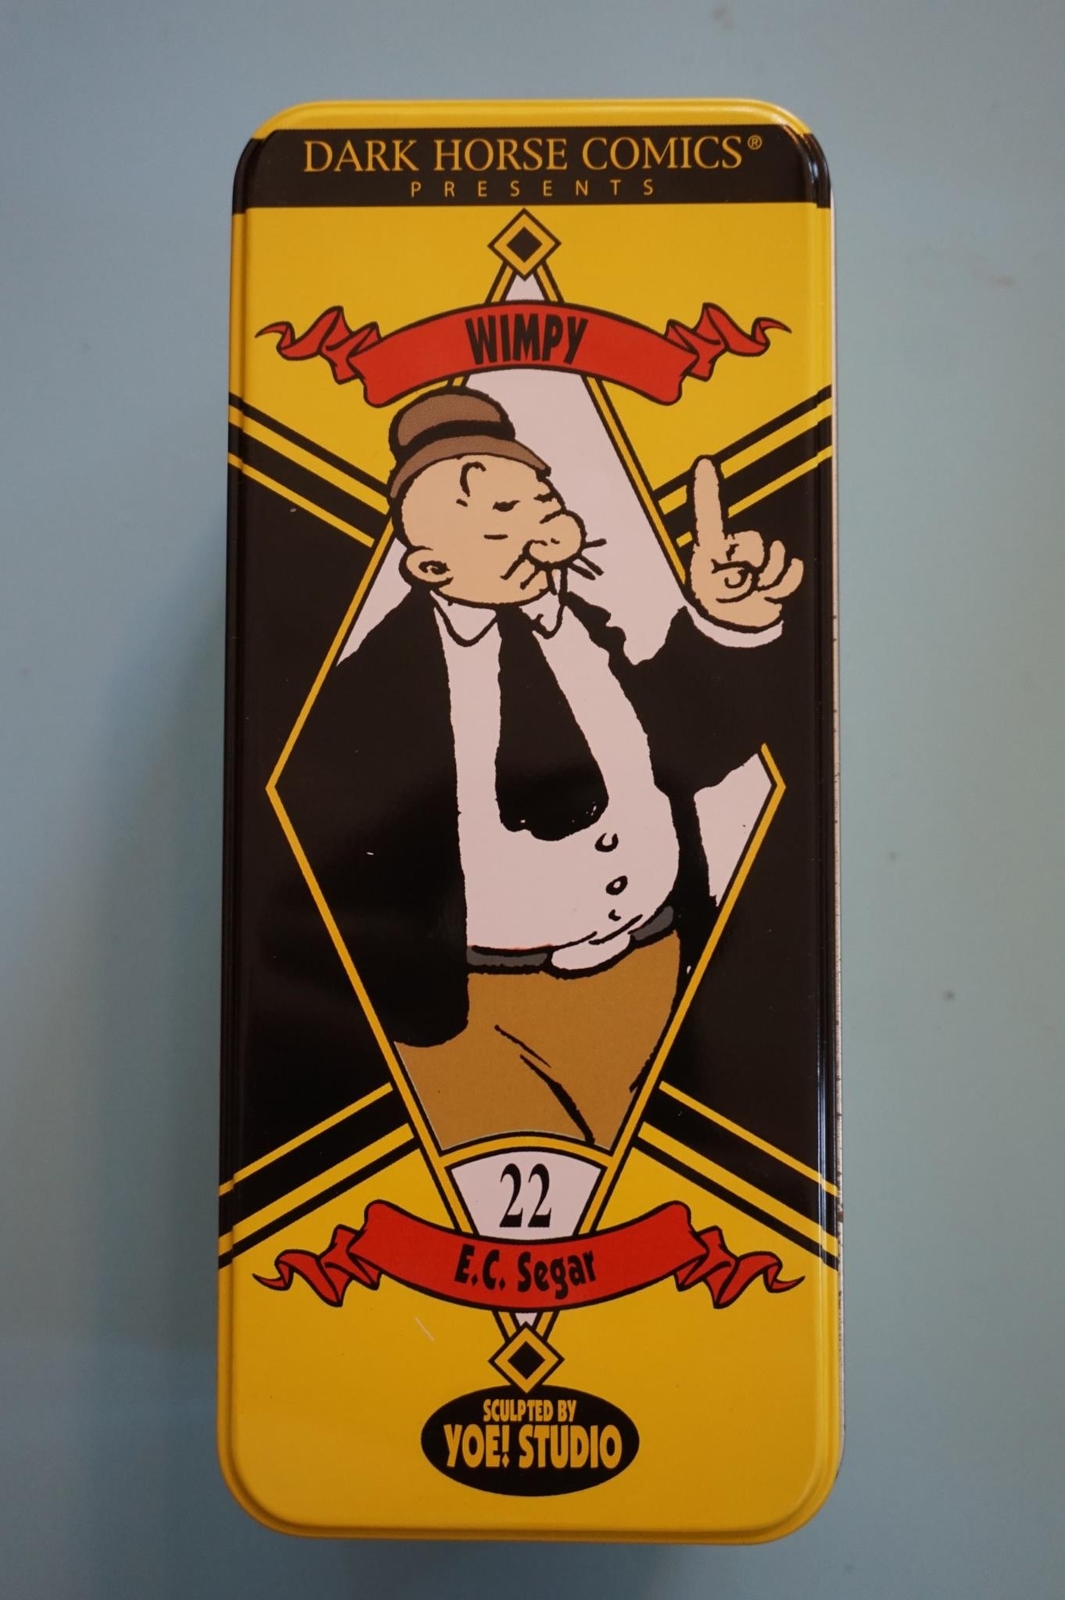 DARK HORSE COMICS®
PRESENTS
WIMPY
22
E.C. Segar
SCULPTED BY
YOE! STUDIO